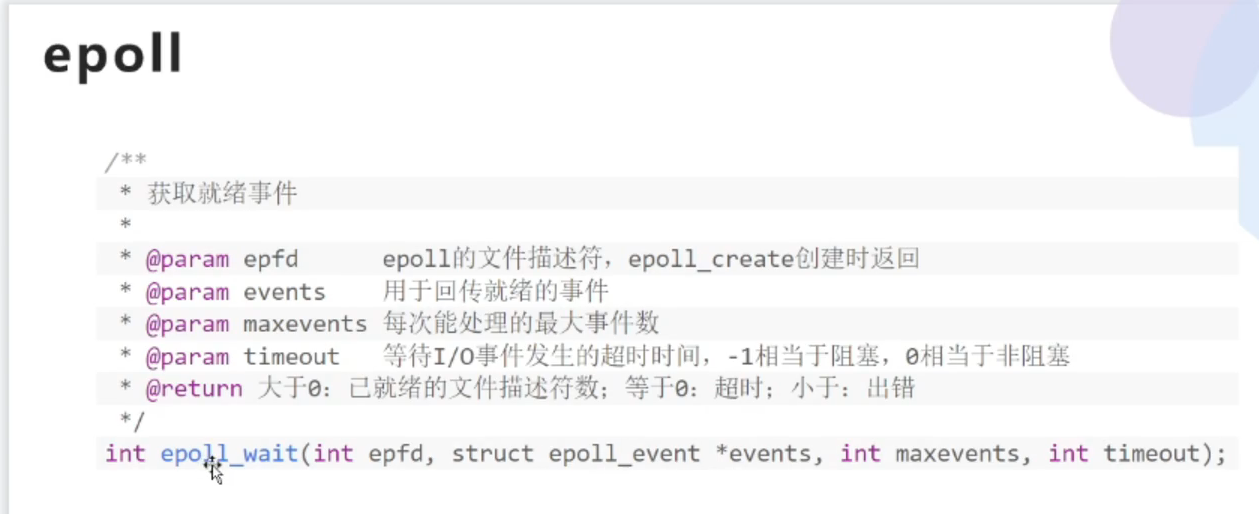 epoll
/**
* 获取就绪事件
*
* @param epfd epoll的文件描述符，epoll_create创建时返回
* @param events 用于回传就绪的事件
* @param maxevents 每次能处理的最大事件数
* @param timeout 等待I/O事件发生的超时时间，-1相当于阻塞，0相当于非阻塞
* @return 大于0：已就绪的文件描述符数；等于0：超时；小于：出错
*/
int epoll_wait(int epfd, struct epoll_event *events, int maxevents, int timeout);